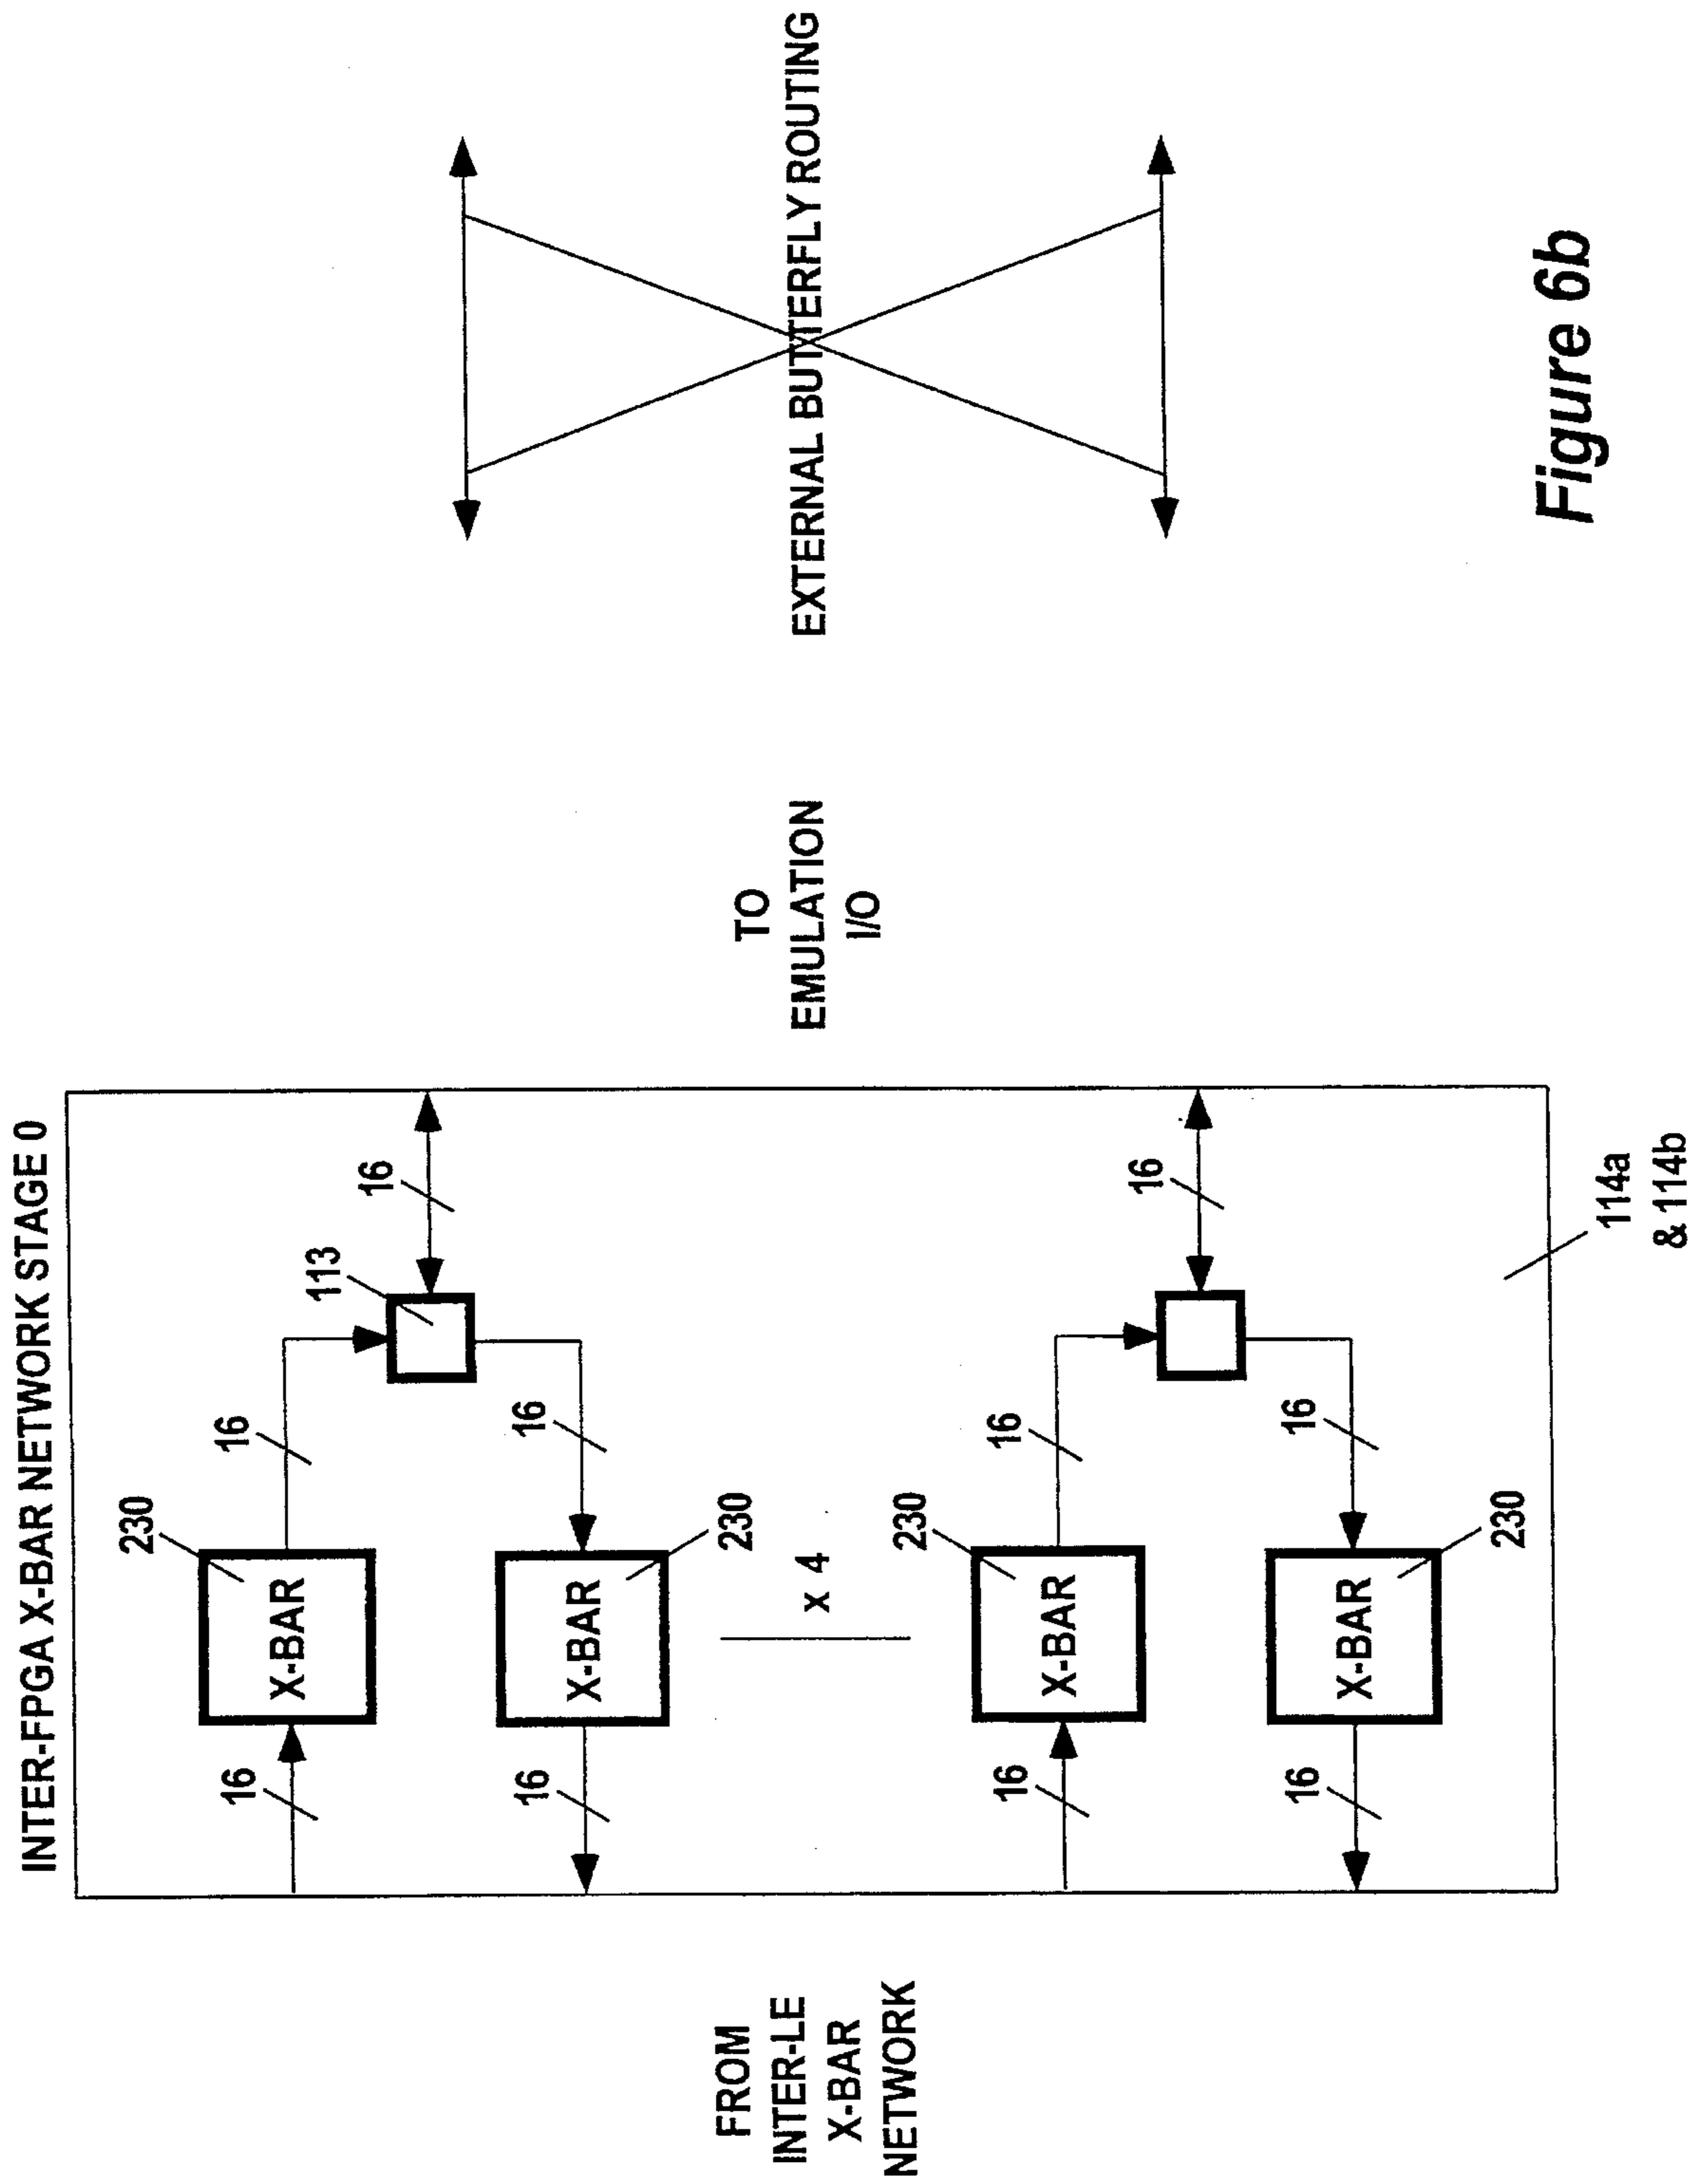 INTER-FPGA X-BAR NETWORK STAGE 0
230
16
X-BAR
16
113
16
16
X-BAR
16
230
x 4
FROM
INTER-LE
X-BAR
NETWORK
TO
EMULATION
I/O
EXTERNAL BUTTERFLY ROUTING
230
16
X-BAR
16
16
16
X-BAR
16
230
114a
& 114b
Figure 6b